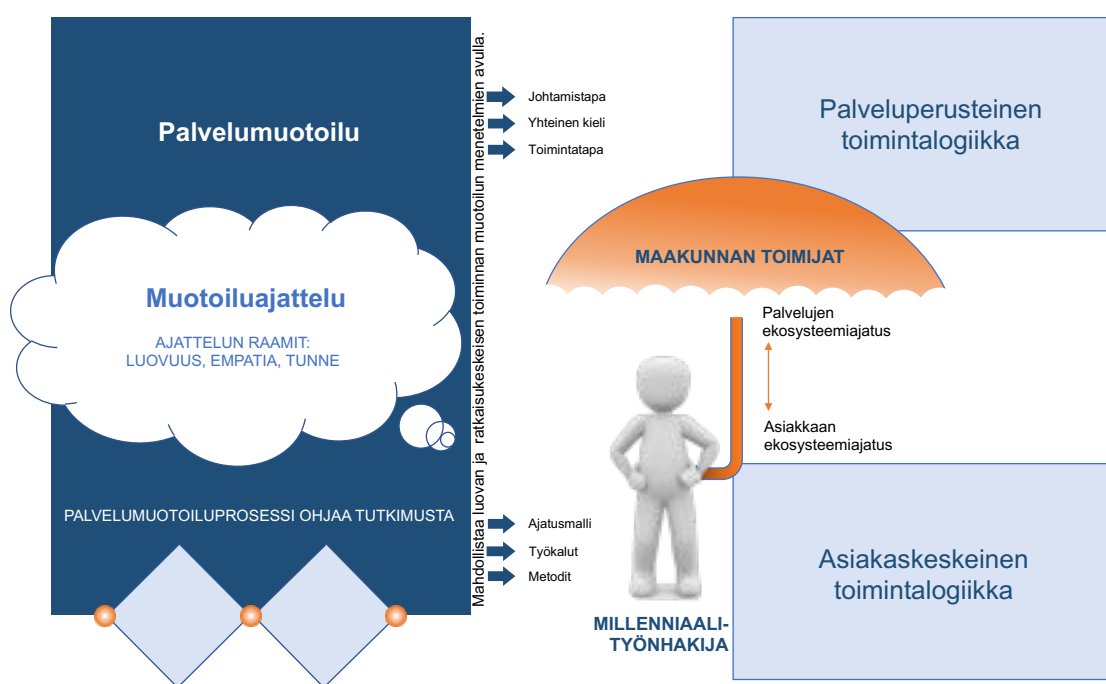 Palvelumuotoilu
Muotoiluajattelu
AJATTELUN RAAMIT:
LUOVUUS, EMPATIA, TUNNE
PALVELUMUOTOILUPROSESSI OHJAA TUTKIMUSTA
Mahdollistaa luovan ja ratkaisukeskeisen toiminnan muotoilun menetelmien avulla.
Johtamistapa
Yhteinen kieli
Toimintatapa
Ajatusmalli
Työkalut
Metodit
Palveluperusteinen
toimintalogiikka
MAAKUNNAN TOIMIJAT
Palvelujen
ekosysteemiajatus
Asiakkaan
ekosysteemiajatus
MILLENNIAALI-
TYÖNHAKIJA
Asiakaskeskeinen
toimintalogiikka